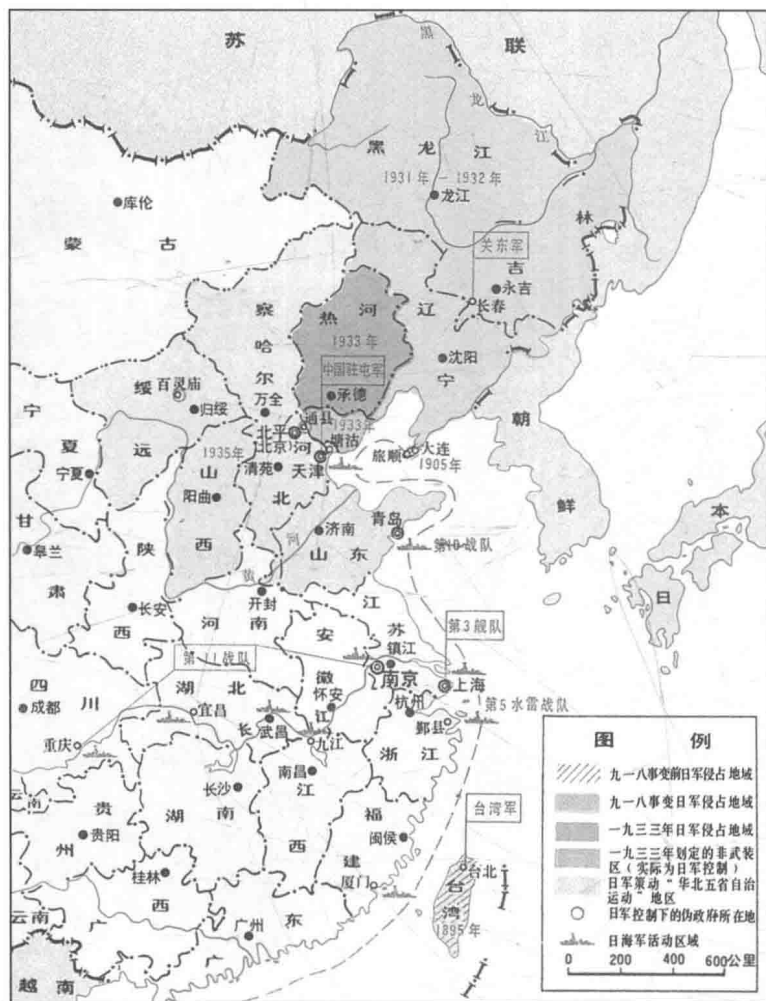 苏 联
黑龙江
黑龙江
1931年—1932年
龙江
库伦
蒙古
吉林
关东军
永吉
长春
察哈尔
热河
1933年
辽宁
沈阳
中国驻屯军
承德
绥远
百灵庙
归绥
万全
通县
1933年
北平
(北京)
塘沽
河北
天津
旅顺
大连
1905年
朝鲜
宁夏
宁夏
1935年
清苑
山西
阳曲
济南
山东
青岛
第10战队
日本
甘肃
皋兰
陕西
黄河
开封
长安
河南
江苏
安徽
镇江
第3舰队
第11战队
南京
上海
四川
成都
湖北
宜昌
怀安
杭州
第5水雷战队
鄞县
长江
武昌
九江
浙江
重庆
南昌
长沙
湖南
江西
云南
贵州
贵阳
福建
闽侯
台湾军
台北
桂林
厦门
台湾
1895年
广西
云南
广东
广州
越南
图 例
九一八事变前日军侵占地域
九一八事变日军侵占地域
一九三三年日军侵占地域
一九三三年划定的非武装
区(实际为日军控制)
日军策动“华北五省自治
运动”地区
日军控制下的伪政府所在地
日海军活动区域
0 200 400 600公里